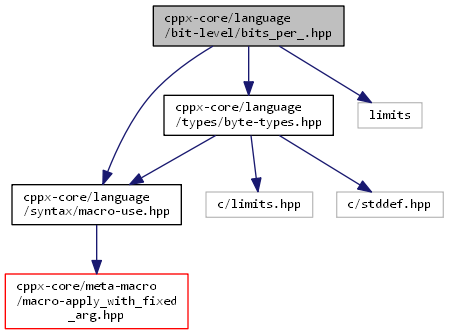 cppx-core/language
/bit-level/bits_per_.hpp
cppx-core/language
/types/byte-types.hpp
limits
cppx-core/language
/syntax/macro-use.hpp
c/limits.hpp
c/stddef.hpp
cppx-core/meta-macro
/macro-apply_with_fixed
_arg.hpp